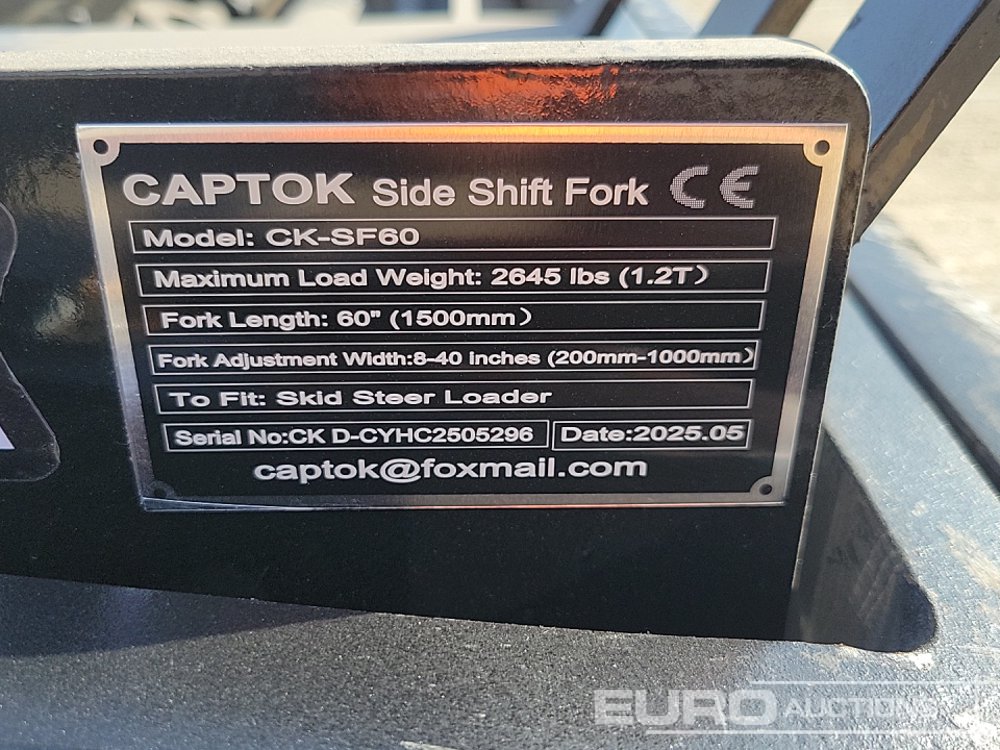 CAPTOK Side Shift Fork CE
Model: CK-SF60
Maximum Load Weight: 2645 lbs (1.2T)
Fork Length: 60" (1500mm)
Fork Adjustment Width:8-40 inches (200mm-1000mm)
To Fit: Skid Steer Loader
Serial No:CK D-CYHC2505296 Date:2025.05
captok@foxmail.com
EURO AUCTIONS